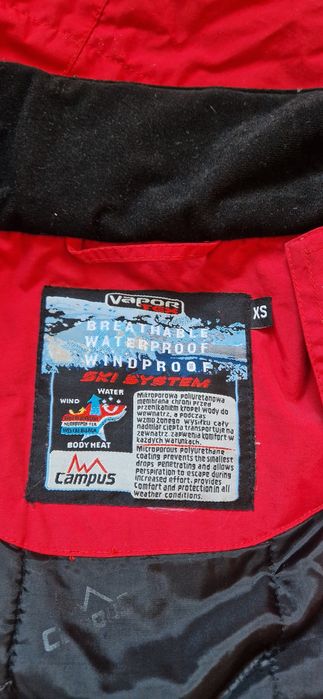 VAPOR
TEX
BREATHABLE
WATERPROOF
WINDPROOF
SKI SYSTEM
XS
WATER
WIND
BODY HEAT
CAMPUS
Mikroporowa poliuretanowa
membrana chroni przed
przenikaniem kropel wody do
wewnątrz, a podczas
wzmożonego wysiłku cały
nadmiar ciepła transportuje na
zewnątrz zapewnia komfort w
każdych warunkach.
Microporous polyurethane
coating prevents the smallest
drops penetrating and allows
perspiration to escape during
increased effort, provides
comfort and protection in all
weather conditions.